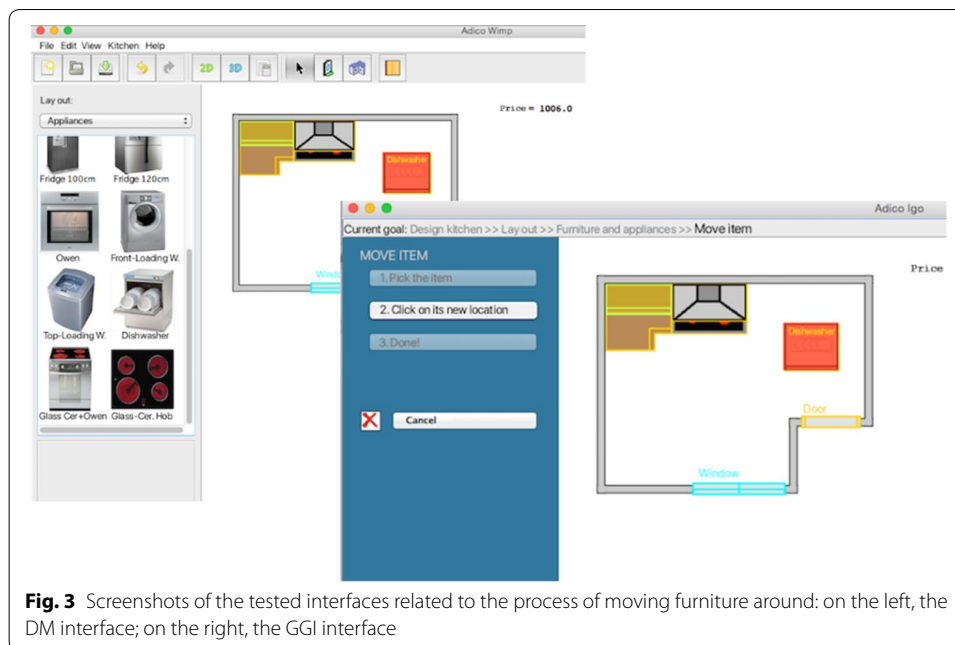 Adico Wimp
File Edit View Kitchen Help
2D 3D
Lay out:
Appliances
Price = 1006.0
Fridge 100cm Fridge 120cm
Owen Front-Loading W.
Top-Loading W. Dishwasher
Glass Cer+Owen Glass-Cer. Hob
Dishwasher
Adico Igo
Current goal: Design kitchen >> Lay out >> Furniture and appliances >> Move item
MOVE ITEM
1. Pick the item
2. Click on its new location
3. Done!
Cancel
Price
Dishwasher
Door
Window
Fig. 3 Screenshots of the tested interfaces related to the process of moving furniture around: on the left, the
DM interface; on the right, the GGI interface